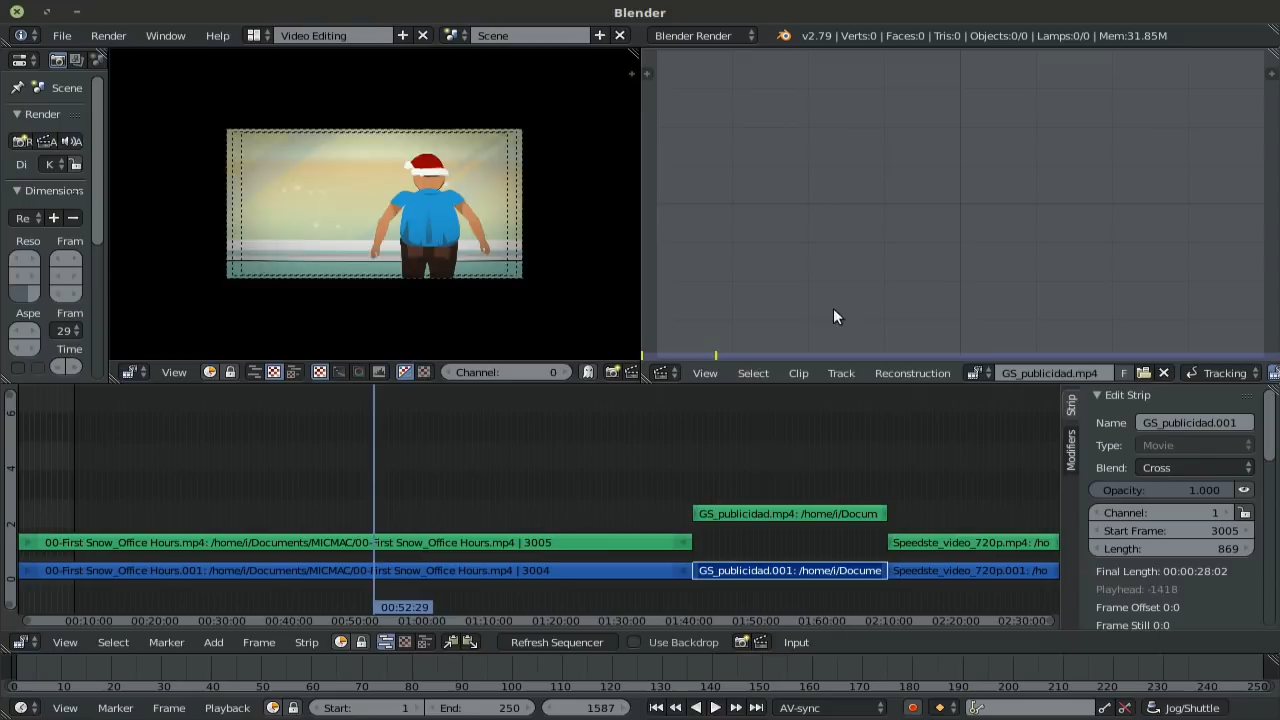 Blender
File Render Window Help Video Editing Scene Blender Render v2.79 | Verts:0 | Faces:0 | Tris:0 | Objects:0/0 | Lamps:0/0 | Mem:31.85M
Scene
Render
R A A
Di K
Dimensions
Re
Reso Fram
Aspe Fram
29
Time
View Channel: 0
View Select Clip Track Reconstruction GS_publicidad.mp4 F Tracking
6
4
2
0
GS_publicidad.mp4: /home/i/Docum
00-First Snow_Office Hours.mp4: /home/i/Documents/MICMAC/00-First Snow_Office Hours.mp4 | 3005
Speedste_video_720p.mp4: /ho
00-First Snow_Office Hours.001: /home/i/Documents/MICMAC/00-First Snow_Office Hours.mp4 | 3004
GS_publicidad.001: /home/i/Docume
Speedste_video_720p.001: /ho
00:52:29
00:10:00 00:20:00 00:30:00 00:40:00 00:50:00 01:00:00 01:10:00 01:20:00 01:30:00 01:40:00 01:50:00 01:60:00 02:10:00 02:20:00 02:30:00
Strip
Modifiers
Edit Strip
Name GS_publicidad.001
Type: Movie
Blend: Cross
Opacity: 1.000
Channel: 1
Start Frame: 3005
Length: 869
Final Length: 00:00:28:02
Playhead: -1418
Frame Offset 0:0
Frame Still 0:0
View Select Marker Add Frame Strip Refresh Sequencer Use Backdrop Input
0 10 20 30 40 50 60 70 80 90 100 110 120 130 140 150 160 170 180 190 200 210 220 230 240 250
View Marker Frame Playback Start: 1 End: 250 1587 AV-sync Jog/Shuttle